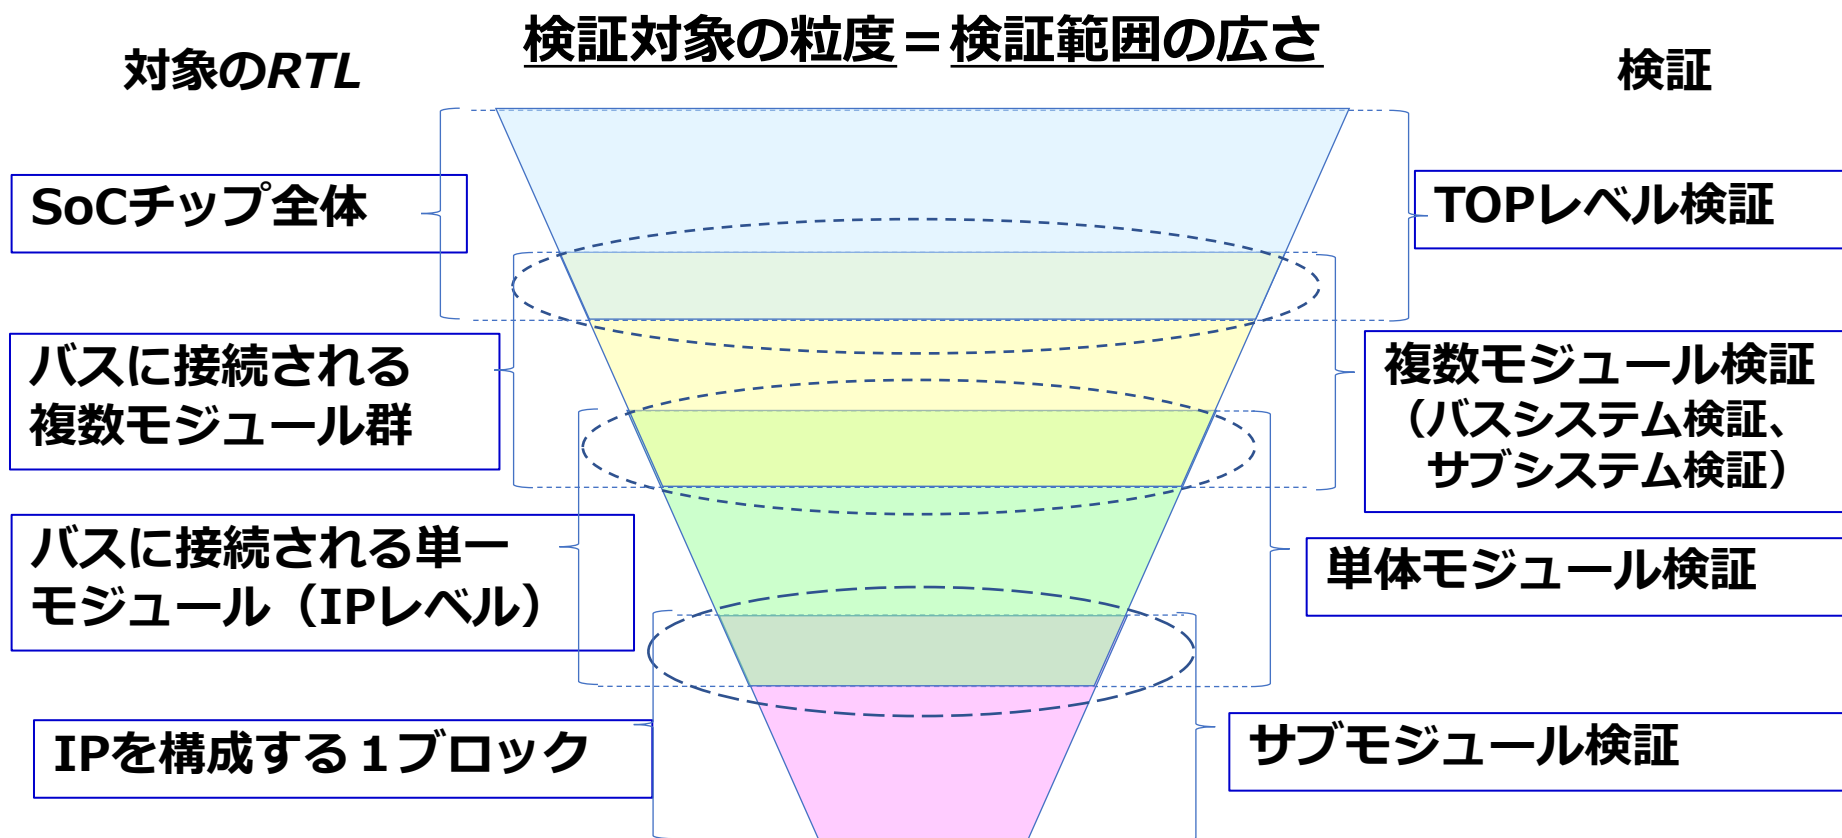 検証対象の粒度＝検証範囲の広さ
対象のRTL
検証
SoCチップ全体
TOPレベル検証
バスに接続される
複数モジュール群
複数モジュール検証
（バスシステム検証、
サブシステム検証）
バスに接続される単一
モジュール（IPレベル）
単体モジュール検証
IPを構成する１ブロック
サブモジュール検証